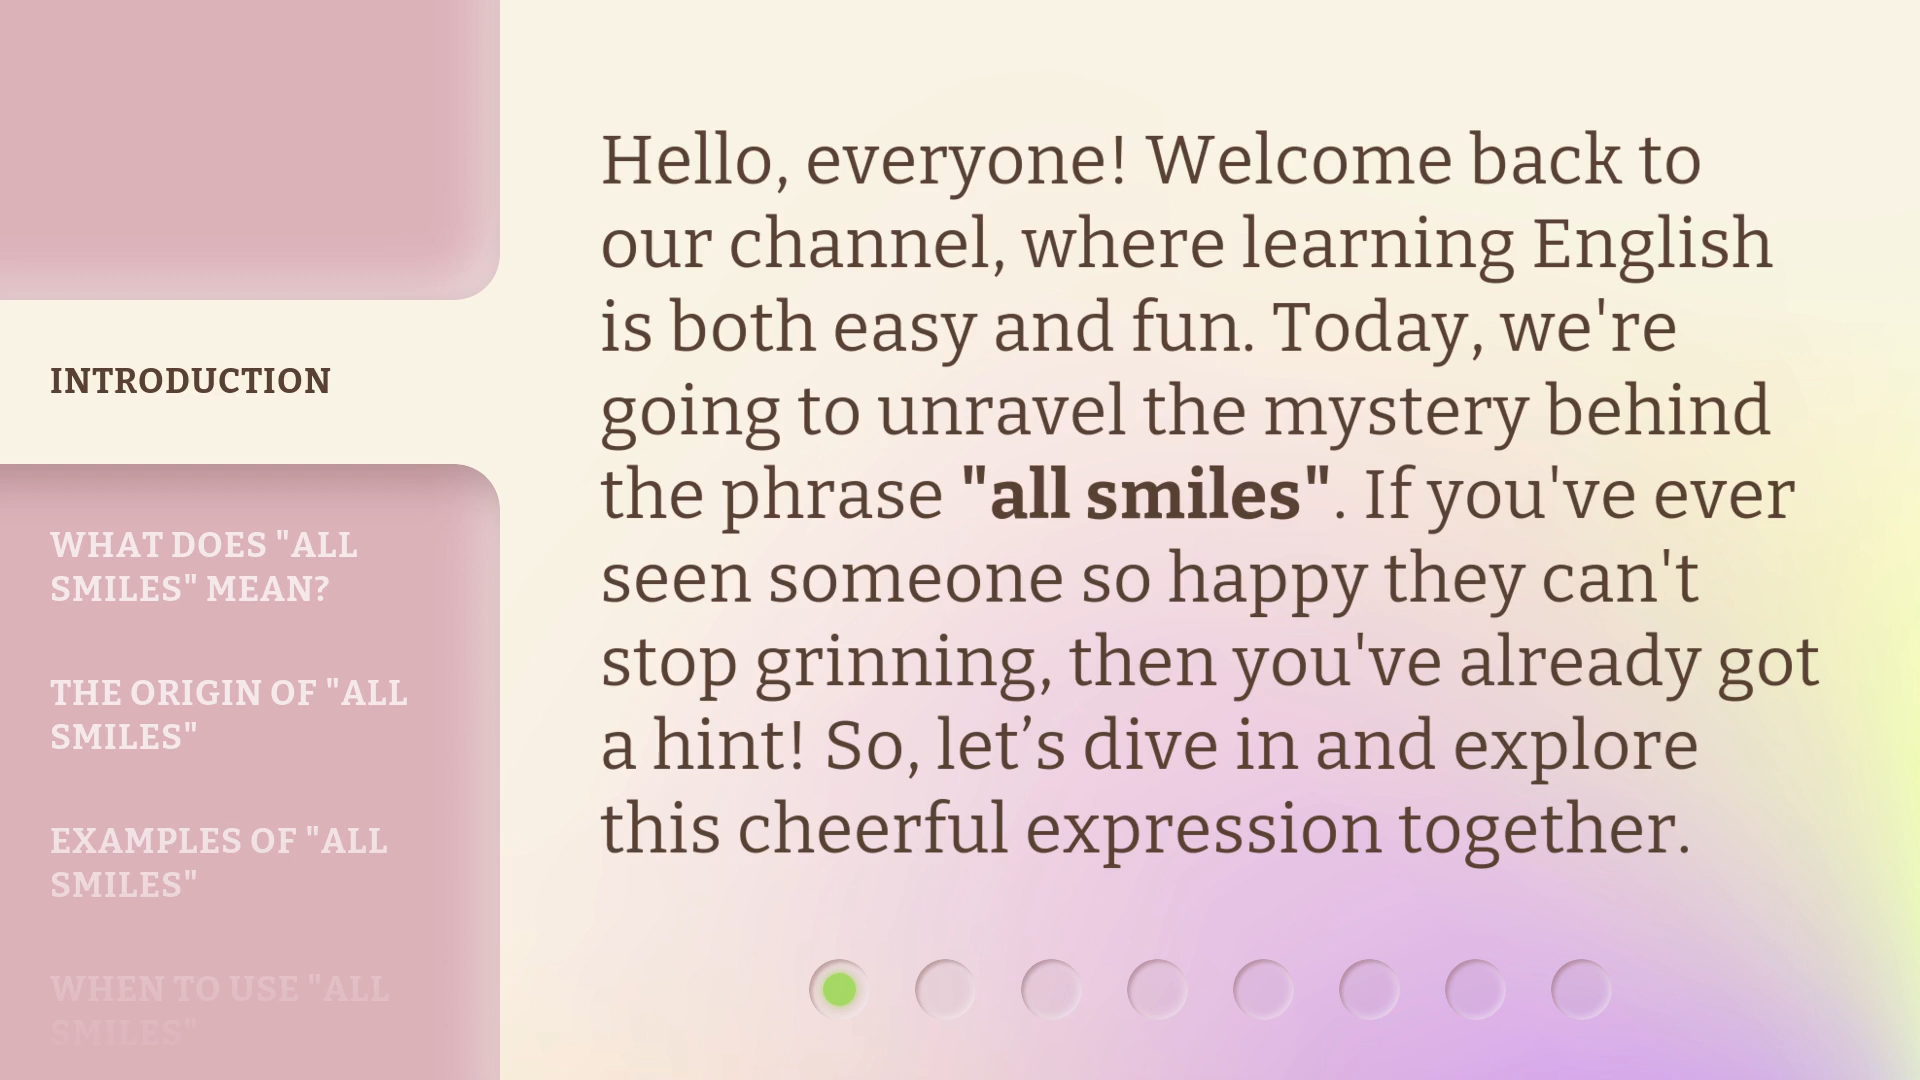 INTRODUCTION
WHAT DOES "ALL
SMILES" MEAN?
THE ORIGIN OF "ALL
SMILES"
EXAMPLES OF "ALL
SMILES"
WHEN TO USE "ALL
SMILES"
Hello, everyone! Welcome back to
our channel, where learning English
is both easy and fun. Today, we're
going to unravel the mystery behind
the phrase "all smiles". If you've ever
seen someone so happy they can't
stop grinning, then you've already got
a hint! So, let’s dive in and explore
this cheerful expression together.